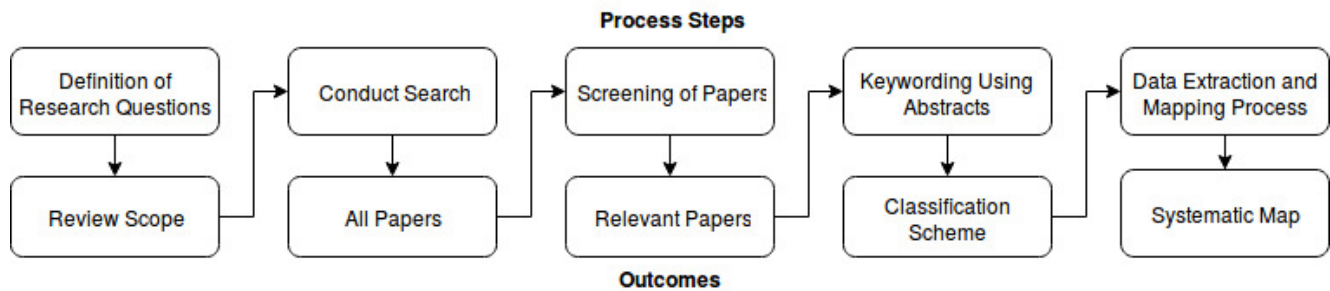 Process Steps
Definition of
Research Questions
Conduct Search
Screening of Papers
Keywording Using
Abstracts
Data Extraction and
Mapping Process
Review Scope
All Papers
Relevant Papers
Classification
Scheme
Systematic Map
Outcomes